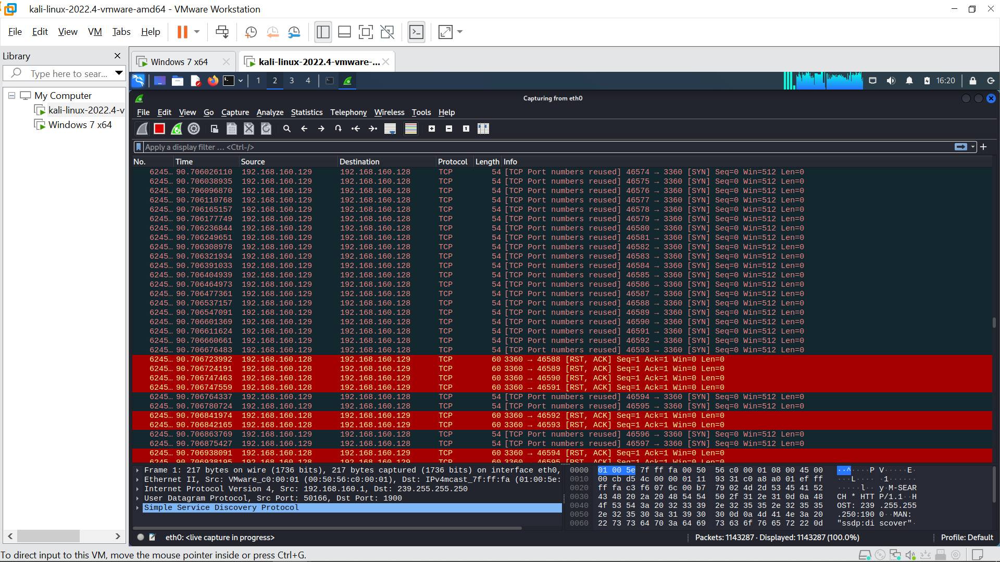 kali-linux-2022.4-vmware-amd64 - VMware Workstation
File Edit View VM Tabs Help
Library
Type here to sear...
My Computer
kali-linux-2022.4-v
Windows 7 x64
Windows 7 x64
kali-linux-2022.4-vmware-...
1 2 3 4
16:20
Capturing from eth0
File Edit View Go Capture Analyze Statistics Telephony Wireless Tools Help
Apply a display filter … <Ctrl-/>
No. Time Source Destination Protocol Length Info
6245… 90.706026110 192.168.160.129 192.168.160.128 TCP 54 [TCP Port numbers reused] 46574 → 3360 [SYN] Seq=0 Win=512 Len=0
6245… 90.706038935 192.168.160.129 192.168.160.128 TCP 54 [TCP Port numbers reused] 46575 → 3360 [SYN] Seq=0 Win=512 Len=0
6245… 90.706096870 192.168.160.129 192.168.160.128 TCP 54 [TCP Port numbers reused] 46576 → 3360 [SYN] Seq=0 Win=512 Len=0
6245… 90.706110768 192.168.160.129 192.168.160.128 TCP 54 [TCP Port numbers reused] 46577 → 3360 [SYN] Seq=0 Win=512 Len=0
6245… 90.706165157 192.168.160.129 192.168.160.128 TCP 54 [TCP Port numbers reused] 46578 → 3360 [SYN] Seq=0 Win=512 Len=0
6245… 90.706177749 192.168.160.129 192.168.160.128 TCP 54 [TCP Port numbers reused] 46579 → 3360 [SYN] Seq=0 Win=512 Len=0
6245… 90.706236844 192.168.160.129 192.168.160.128 TCP 54 [TCP Port numbers reused] 46580 → 3360 [SYN] Seq=0 Win=512 Len=0
6245… 90.706249651 192.168.160.129 192.168.160.128 TCP 54 [TCP Port numbers reused] 46581 → 3360 [SYN] Seq=0 Win=512 Len=0
6245… 90.706308978 192.168.160.129 192.168.160.128 TCP 54 [TCP Port numbers reused] 46582 → 3360 [SYN] Seq=0 Win=512 Len=0
6245… 90.706321934 192.168.160.129 192.168.160.128 TCP 54 [TCP Port numbers reused] 46583 → 3360 [SYN] Seq=0 Win=512 Len=0
6245… 90.706391033 192.168.160.129 192.168.160.128 TCP 54 [TCP Port numbers reused] 46584 → 3360 [SYN] Seq=0 Win=512 Len=0
6245… 90.706404939 192.168.160.129 192.168.160.128 TCP 54 [TCP Port numbers reused] 46585 → 3360 [SYN] Seq=0 Win=512 Len=0
6245… 90.706464973 192.168.160.129 192.168.160.128 TCP 54 [TCP Port numbers reused] 46586 → 3360 [SYN] Seq=0 Win=512 Len=0
6245… 90.706477361 192.168.160.129 192.168.160.128 TCP 54 [TCP Port numbers reused] 46587 → 3360 [SYN] Seq=0 Win=512 Len=0
6245… 90.706537157 192.168.160.129 192.168.160.128 TCP 54 [TCP Port numbers reused] 46588 → 3360 [SYN] Seq=0 Win=512 Len=0
6245… 90.706547091 192.168.160.129 192.168.160.128 TCP 54 [TCP Port numbers reused] 46589 → 3360 [SYN] Seq=0 Win=512 Len=0
6245… 90.706601369 192.168.160.129 192.168.160.128 TCP 54 [TCP Port numbers reused] 46590 → 3360 [SYN] Seq=0 Win=512 Len=0
6245… 90.706611624 192.168.160.129 192.168.160.128 TCP 54 [TCP Port numbers reused] 46591 → 3360 [SYN] Seq=0 Win=512 Len=0
6245… 90.706660661 192.168.160.129 192.168.160.128 TCP 54 [TCP Port numbers reused] 46592 → 3360 [SYN] Seq=0 Win=512 Len=0
6245… 90.706676483 192.168.160.129 192.168.160.128 TCP 54 [TCP Port numbers reused] 46593 → 3360 [SYN] Seq=0 Win=512 Len=0
6245… 90.706723992 192.168.160.128 192.168.160.129 TCP 60 3360 → 46588 [RST, ACK] Seq=1 Ack=1 Win=0 Len=0
6245… 90.706724191 192.168.160.128 192.168.160.129 TCP 60 3360 → 46589 [RST, ACK] Seq=1 Ack=1 Win=0 Len=0
6245… 90.706747463 192.168.160.128 192.168.160.129 TCP 60 3360 → 46590 [RST, ACK] Seq=1 Ack=1 Win=0 Len=0
6245… 90.706747559 192.168.160.128 192.168.160.129 TCP 60 3360 → 46591 [RST, ACK] Seq=1 Ack=1 Win=0 Len=0
6245… 90.706764337 192.168.160.129 192.168.160.128 TCP 54 [TCP Port numbers reused] 46594 → 3360 [SYN] Seq=0 Win=512 Len=0
6245… 90.706780724 192.168.160.129 192.168.160.128 TCP 54 [TCP Port numbers reused] 46595 → 3360 [SYN] Seq=0 Win=512 Len=0
6245… 90.706841974 192.168.160.128 192.168.160.129 TCP 60 3360 → 46592 [RST, ACK] Seq=1 Ack=1 Win=0 Len=0
6245… 90.706842165 192.168.160.128 192.168.160.129 TCP 60 3360 → 46593 [RST, ACK] Seq=1 Ack=1 Win=0 Len=0
6245… 90.706863769 192.168.160.129 192.168.160.128 TCP 54 [TCP Port numbers reused] 46596 → 3360 [SYN] Seq=0 Win=512 Len=0
6245… 90.706875427 192.168.160.129 192.168.160.128 TCP 54 [TCP Port numbers reused] 46597 → 3360 [SYN] Seq=0 Win=512 Len=0
6245… 90.706938091 192.168.160.128 192.168.160.129 TCP 60 3360 → 46594 [RST, ACK] Seq=1 Ack=1 Win=0 Len=0
6245… 90.706938195 192.168.160.128 192.168.160.129 TCP 60 3360 → 46595 [RST, ACK] Seq=1 Ack=1 Win=0 Len=0
Frame 1: 217 bytes on wire (1736 bits), 217 bytes captured (1736 bits) on interface eth0,
Ethernet II, Src: VMware_c0:00:01 (00:50:56:c0:00:01), Dst: IPv4mcast_7f:ff:fa (01:00:5e:
Internet Protocol Version 4, Src: 192.168.160.1, Dst: 239.255.255.250
User Datagram Protocol, Src Port: 50166, Dst Port: 1900
Simple Service Discovery Protocol
0000 01 00 5e 7f ff fa 00 50 56 c0 00 01 08 00 45 00 ··^····P V·····E·
0010 00 cb d5 4c 00 00 01 11 93 31 c0 a8 a0 01 ef ff ···L···· ·1······
0020 ff fa c3 f6 07 6c 00 b7 79 02 4d 2d 53 45 41 52 ·····l·· y·M-SEAR
0030 43 48 20 2a 20 48 54 54 50 2f 31 2e 31 0d 0a 48 CH * HTT P/1.1··H
0040 4f 53 54 3a 20 32 33 39 2e 32 35 35 2e 32 35 35 OST: 239 .255.255
0050 2e 32 35 30 3a 31 39 30 30 0d 0a 4d 41 4e 3a 20 .250:190 0··MAN:
0060 22 73 73 64 70 3a 64 69 73 63 6f 76 65 72 22 0d "ssdp:di scover"·
eth0: <live capture in progress>
Packets: 1143287 · Displayed: 1143287 (100.0%)
Profile: Default
To direct input to this VM, move the mouse pointer inside or press Ctrl+G.